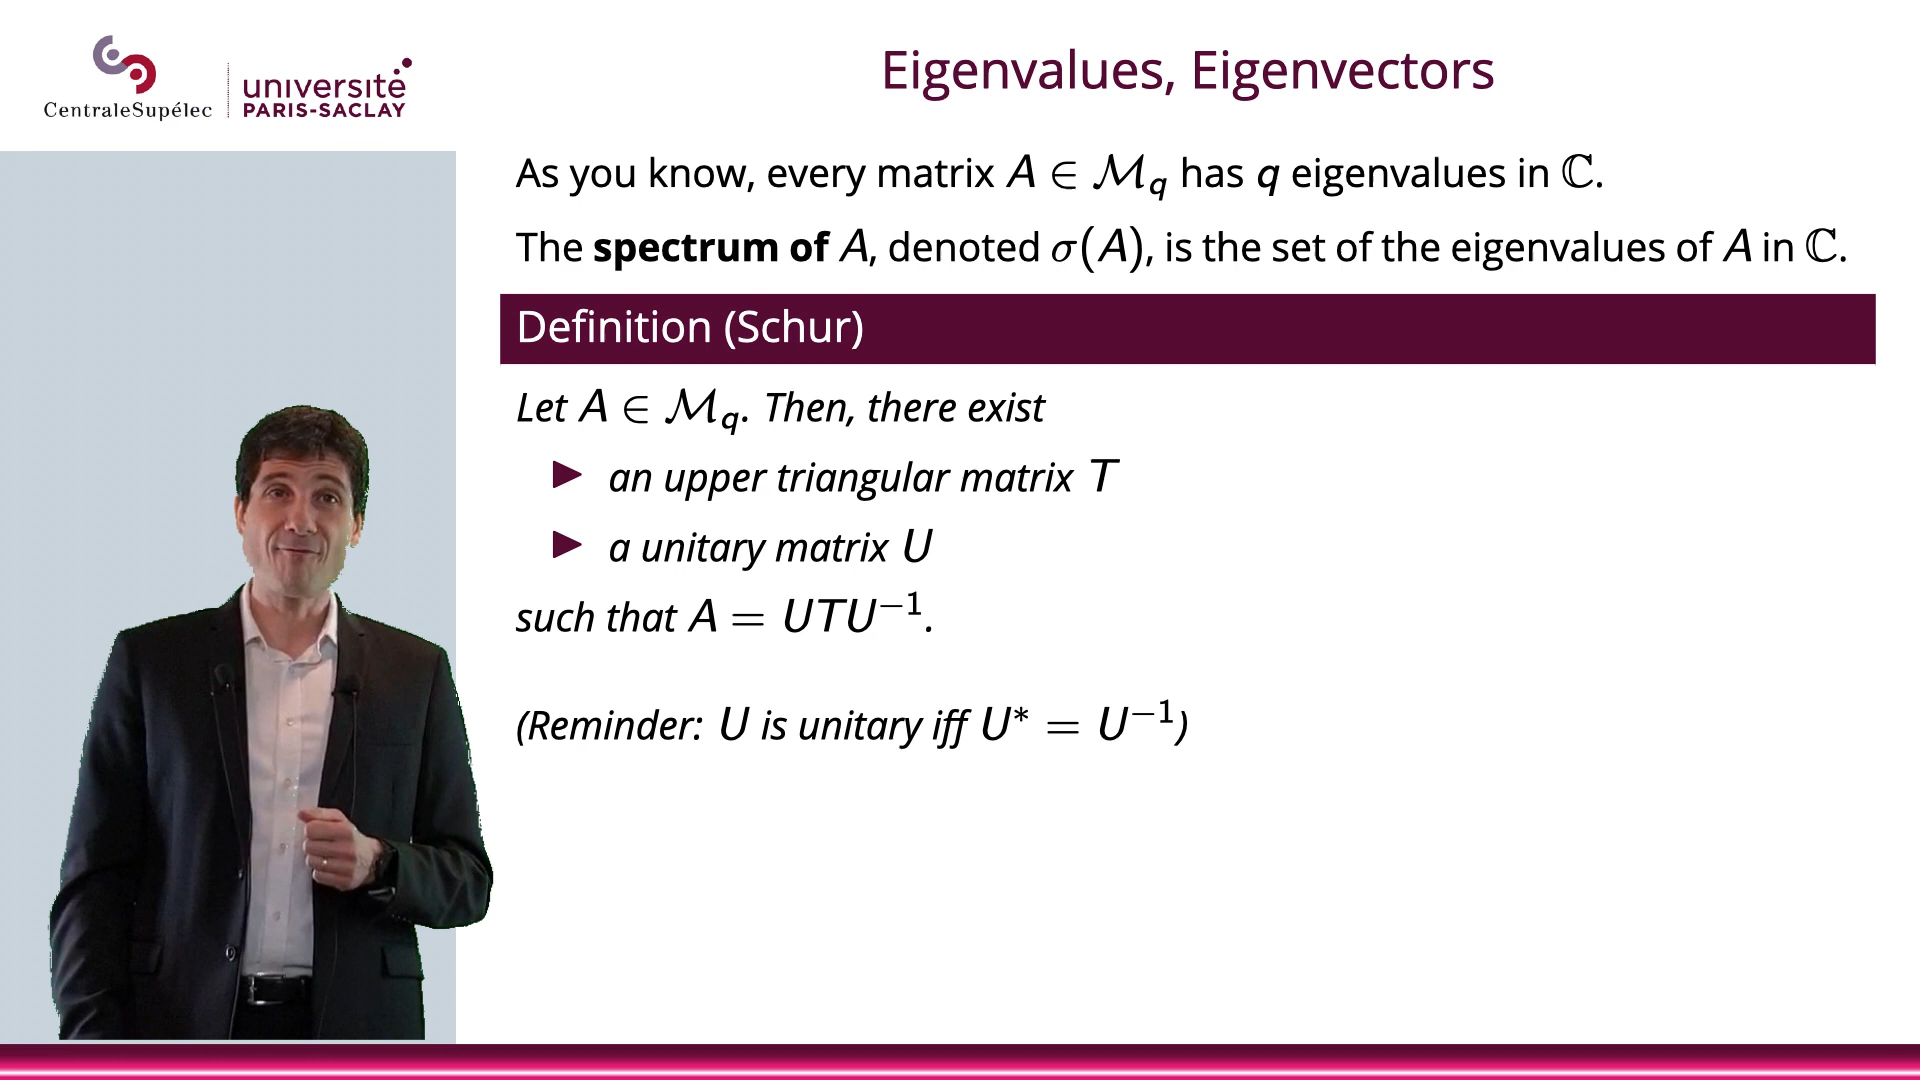 CentraleSupélec
université
PARIS-SACLAY
Eigenvalues, Eigenvectors
As you know, every matrix A ∈ ℳ_q has q eigenvalues in ℂ.
The spectrum of A, denoted σ(A), is the set of the eigenvalues of A in ℂ.
Definition (Schur)
Let A ∈ ℳ_q. Then, there exist
▶ an upper triangular matrix T
▶ a unitary matrix U
such that A = UTU⁻¹.
(Reminder: U is unitary iff U* = U⁻¹)